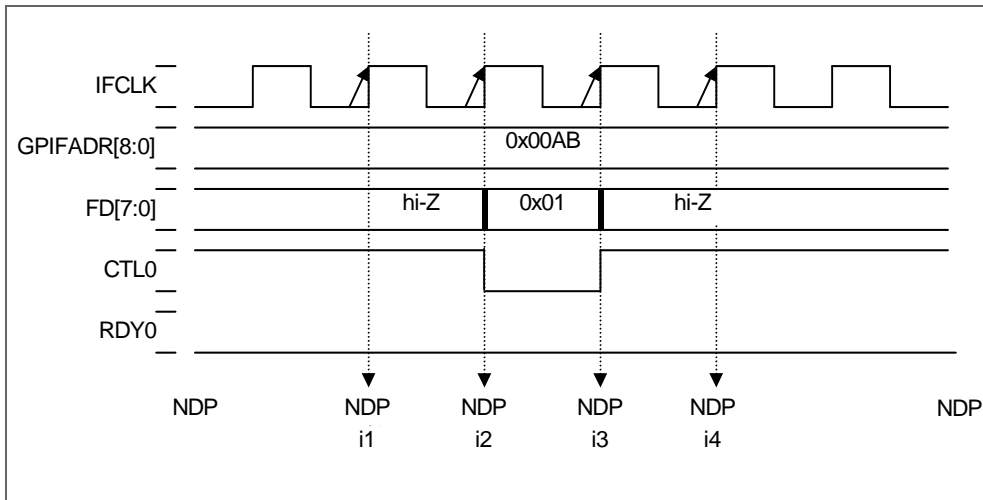 IFCLK
GPIFADR[8:0]
0x00AB
FD[7:0]
hi-Z
0x01
hi-Z
CTL0
RDY0
NDP NDP NDP NDP NDP NDP
i1 i2 i3 i4